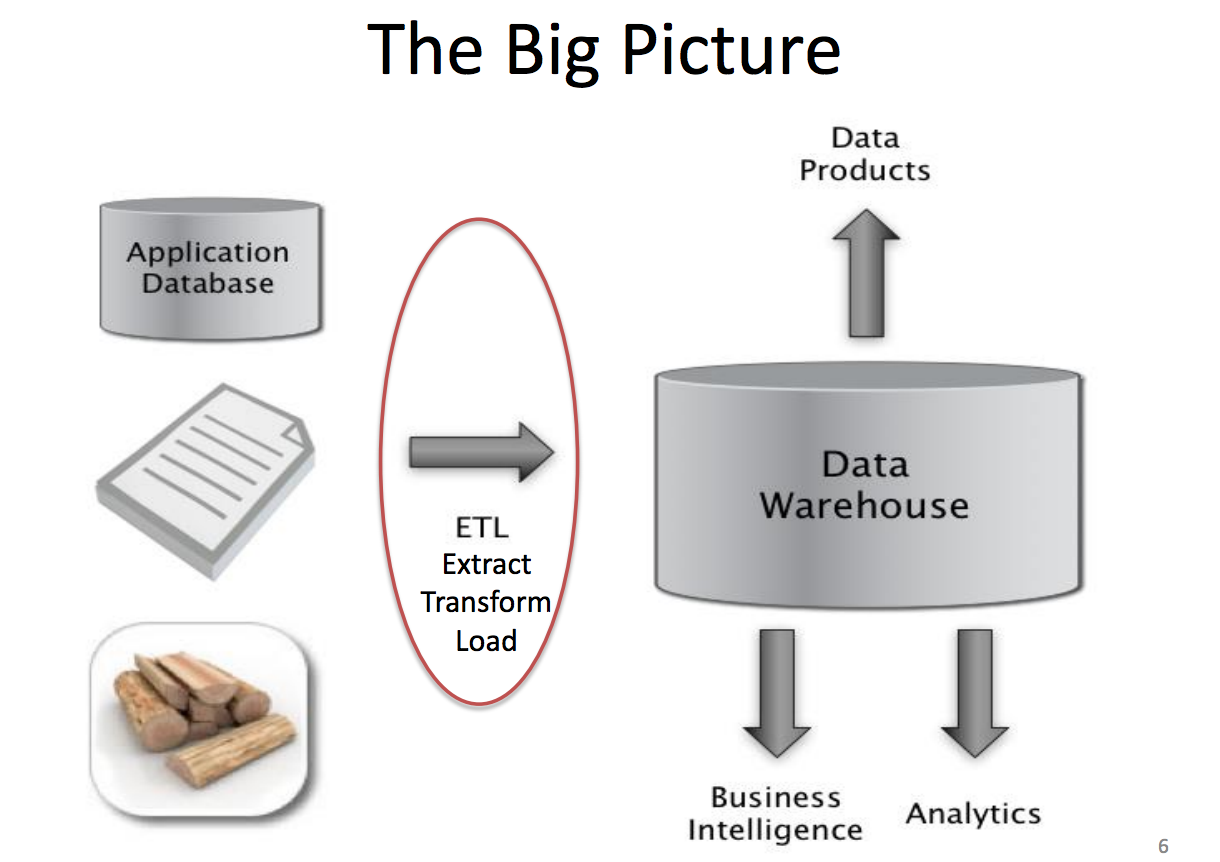 The Big Picture
Data
Products
Application
Database
ETL
Extract
Transform
Load
Data
Warehouse
Business
Intelligence
Analytics
6